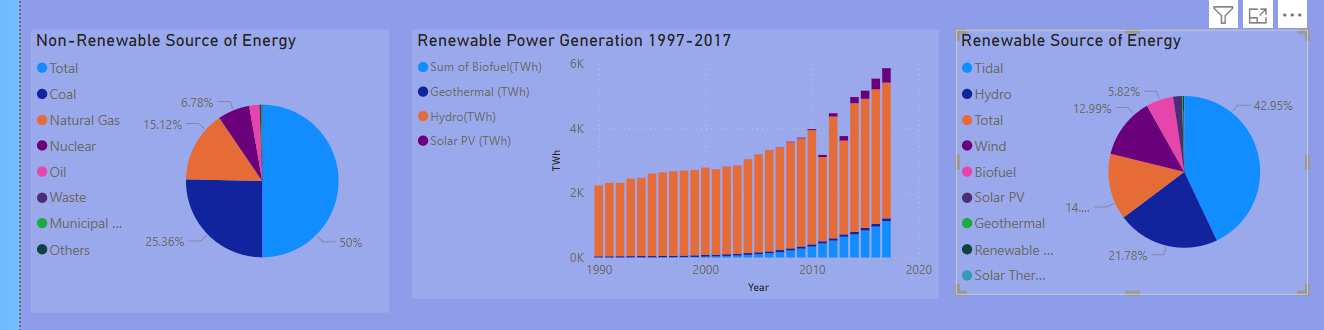 Non-Renewable Source of Energy
Total
Coal
Natural Gas
Nuclear
Oil
Waste
Municipal ...
Others
6.78%
15.12%
25.36%
50%
Renewable Power Generation 1997-2017
Sum of Biofuel(TWh)
Geothermal (TWh)
Hydro(TWh)
Solar PV (TWh)
TWh
6K
4K
2K
0K
1990 2000 2010 2020
Year
Renewable Source of Energy
Tidal
Hydro
Total
Wind
Biofuel
Solar PV
Geothermal
Renewable ...
Solar Ther...
5.82%
12.99%
14....
21.78%
42.95%